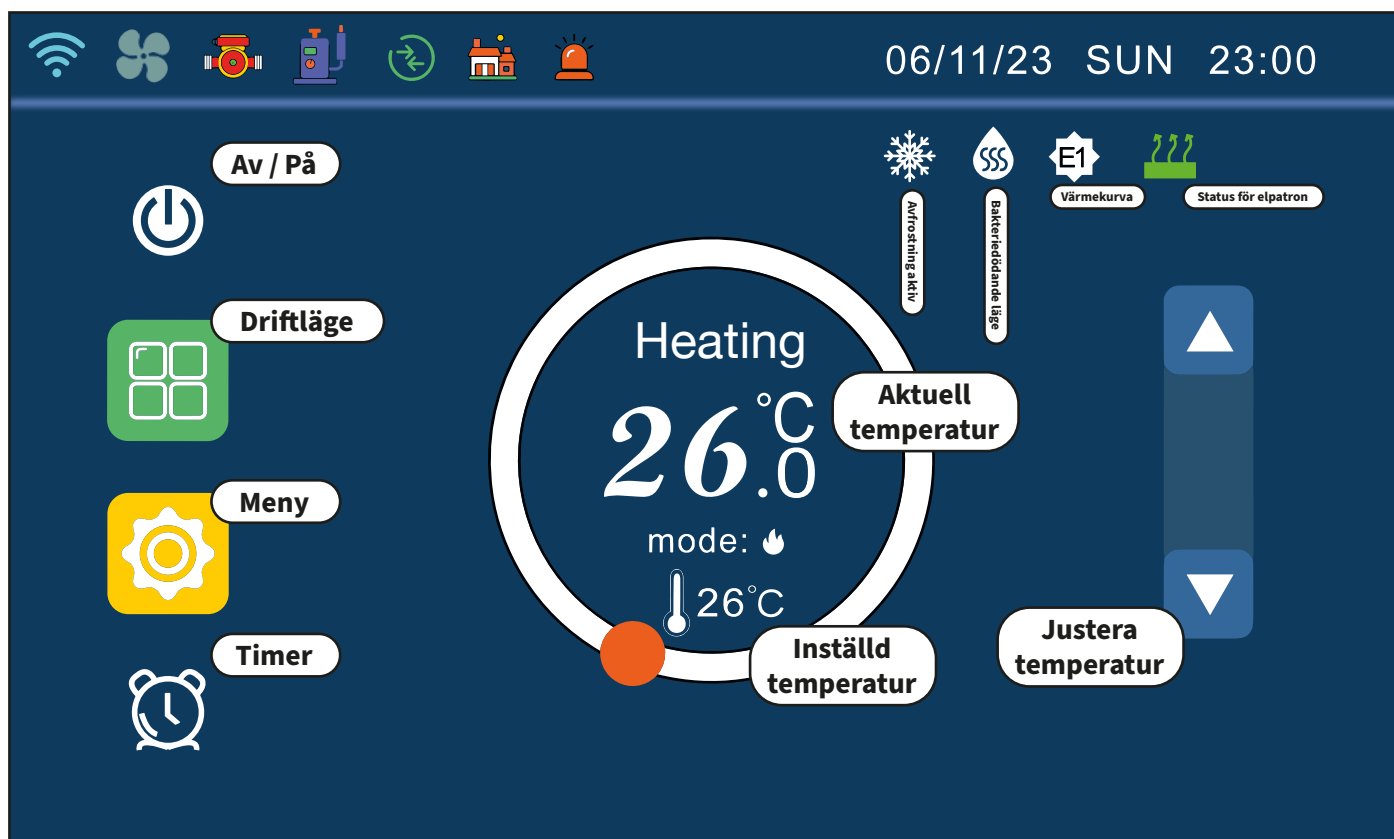 06/11/23 SUN 23:00
Av / På
E1
Värmekurva
Status för elpatron
Avfrostning aktiv
Bakteriedödande läge
Driftläge
Heating
26.0 °C
Aktuell
temperatur
Meny
mode:
26°C
Timer
Inställd
temperatur
Justera
temperatur